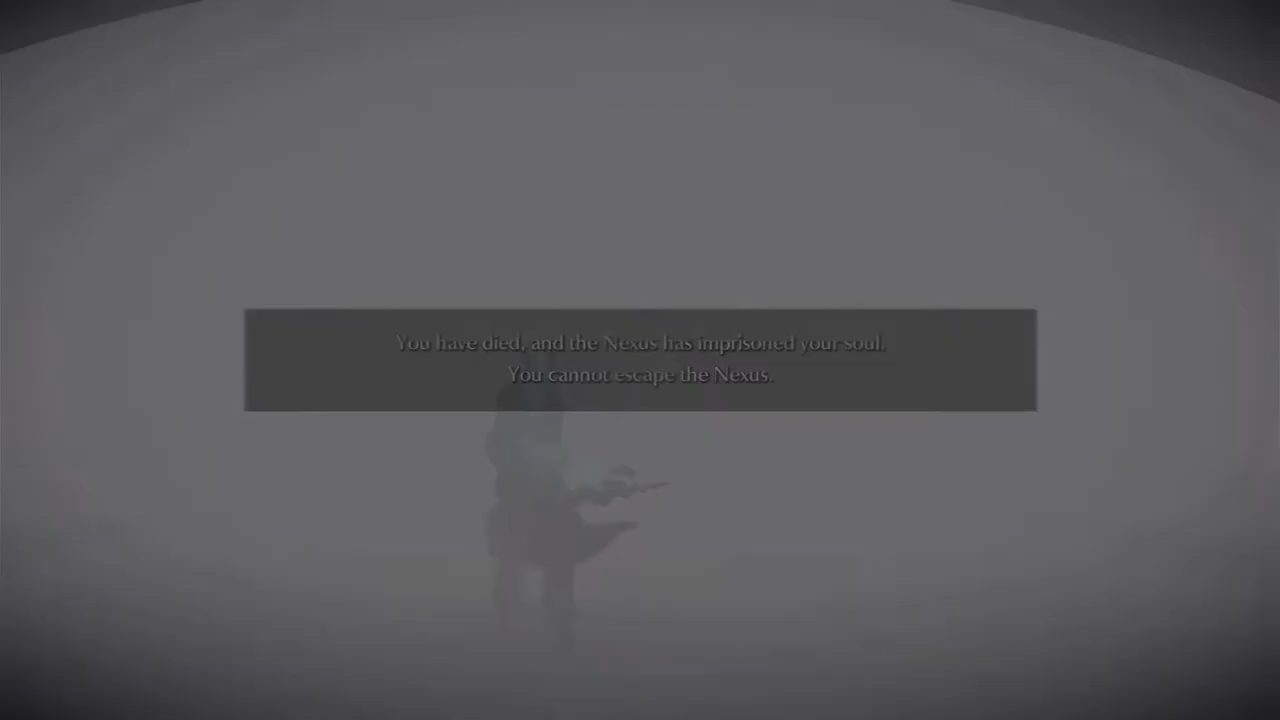 You have died, and the Nexus has imprisoned your soul.
You cannot escape the Nexus.